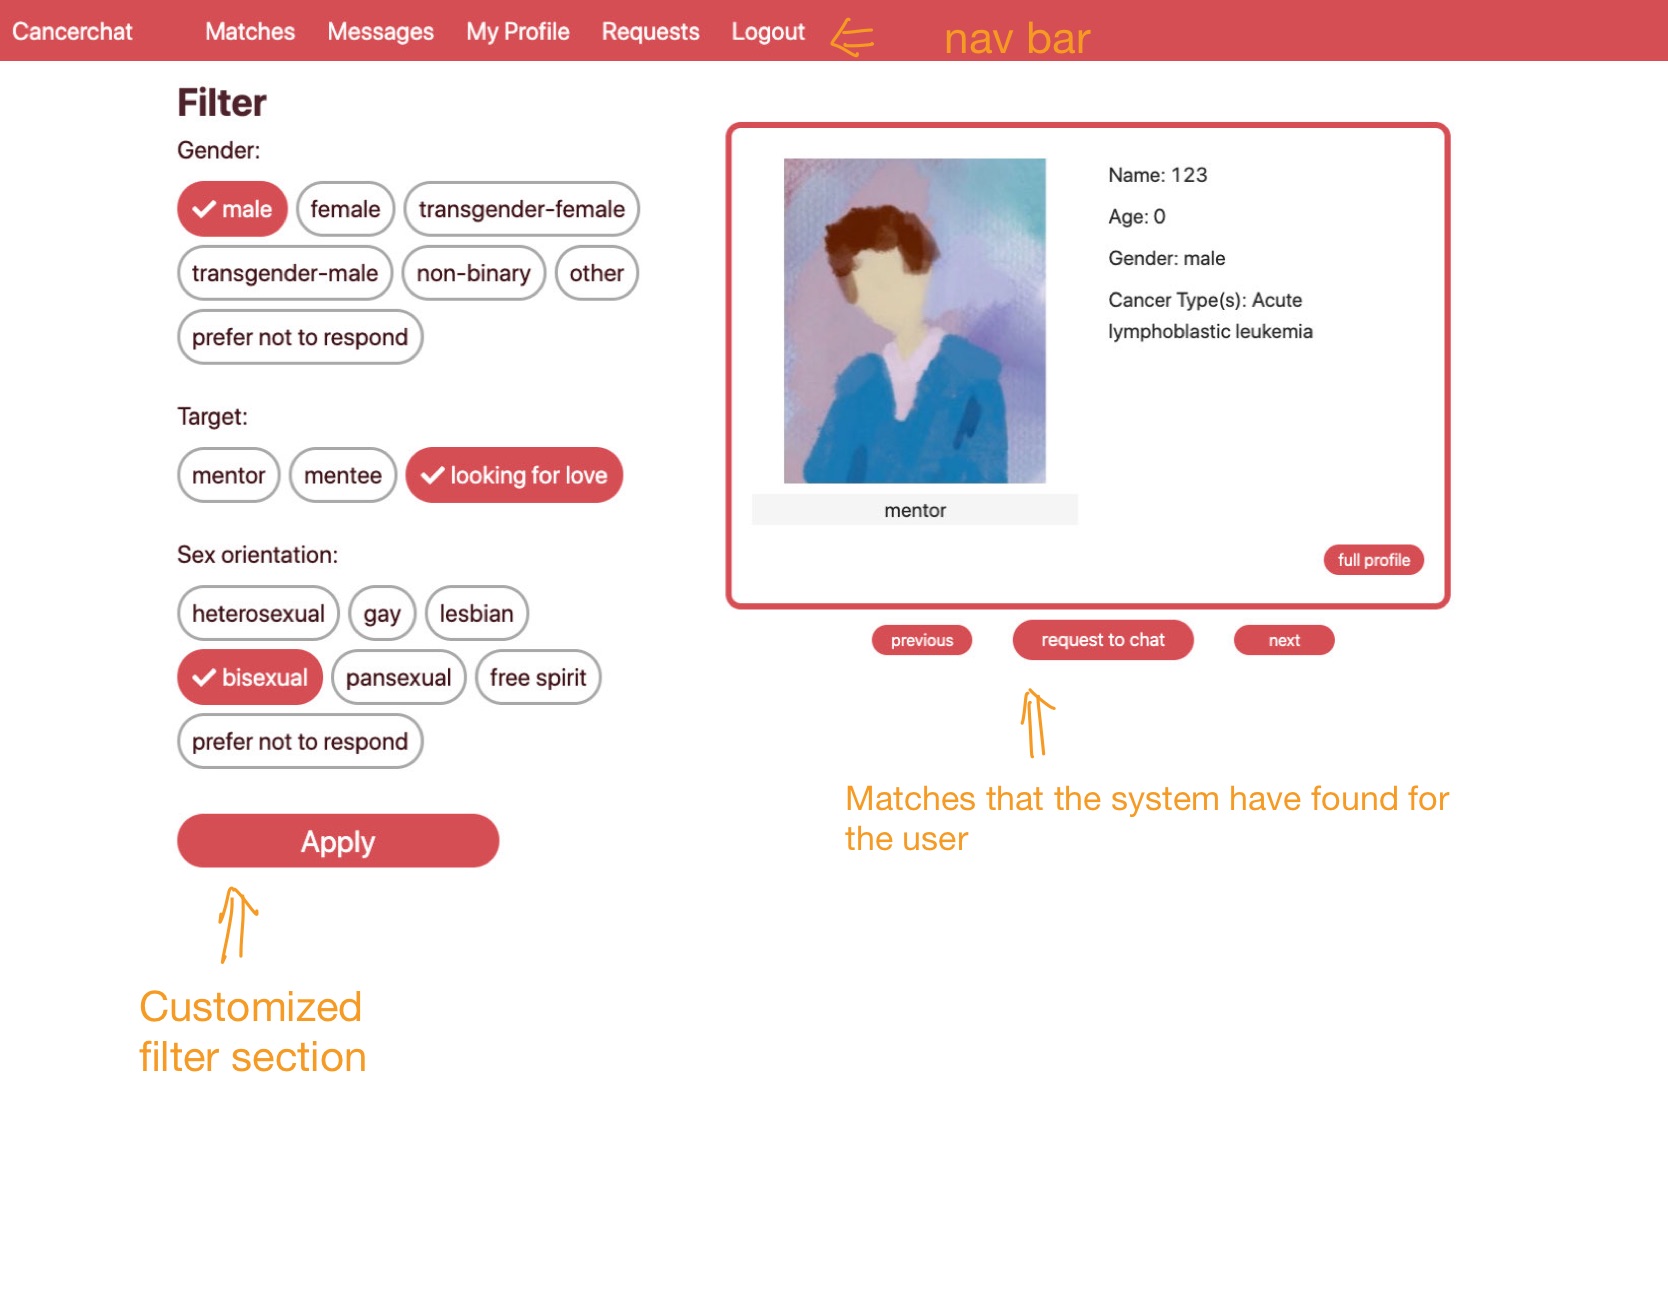 Cancerchat Matches Messages My Profile Requests Logout nav bar
Filter
Gender:
male female transgender-female
transgender-male non-binary other
prefer not to respond
Target:
mentor mentee looking for love
Sex orientation:
heterosexual gay lesbian
bisexual pansexual free spirit
prefer not to respond
Apply
Customized
filter section
Name: 123
Age: 0
Gender: male
Cancer Type(s): Acute
lymphoblastic leukemia
mentor
full profile
previous request to chat next
Matches that the system have found for
the user